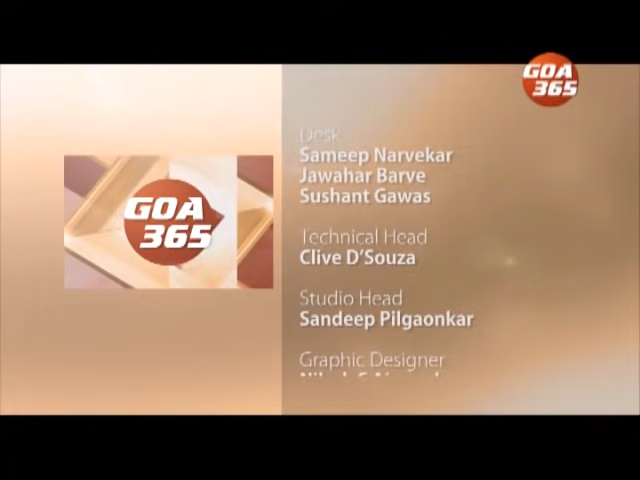 GOA
365
Desk
Sameep Narvekar
Jawahar Barve
Sushant Gawas
GOA
365
Technical Head
Clive D'Souza
Studio Head
Sandeep Pilgaonkar
Graphic Designer